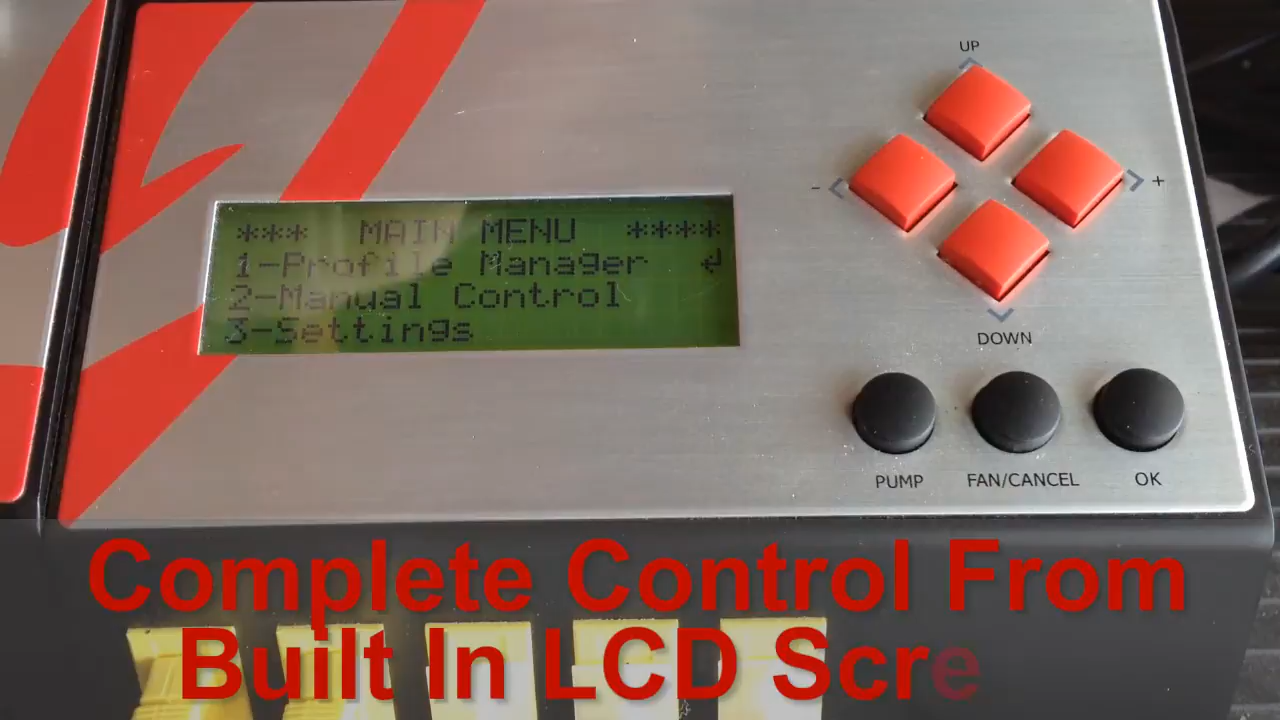 UP
- +
*** MAIN MENU ****
1-Profile Manager ↵
2-Manual Control
3-Settings
DOWN
PUMP FAN/CANCEL OK
Complete Control From
Built In LCD Scre